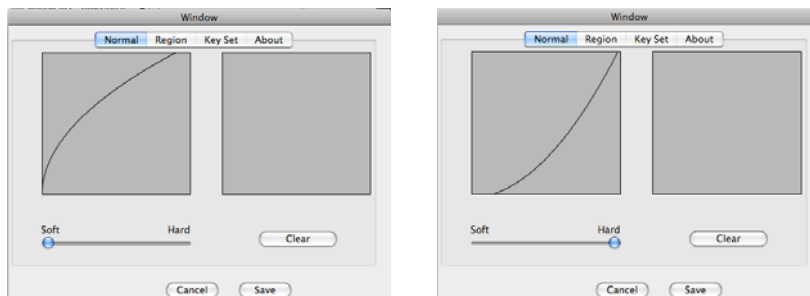 Window
Normal Region Key Set About
Soft Hard
Clear
Cancel Save
Window
Normal Region Key Set About
Soft Hard
Clear
Cancel Save